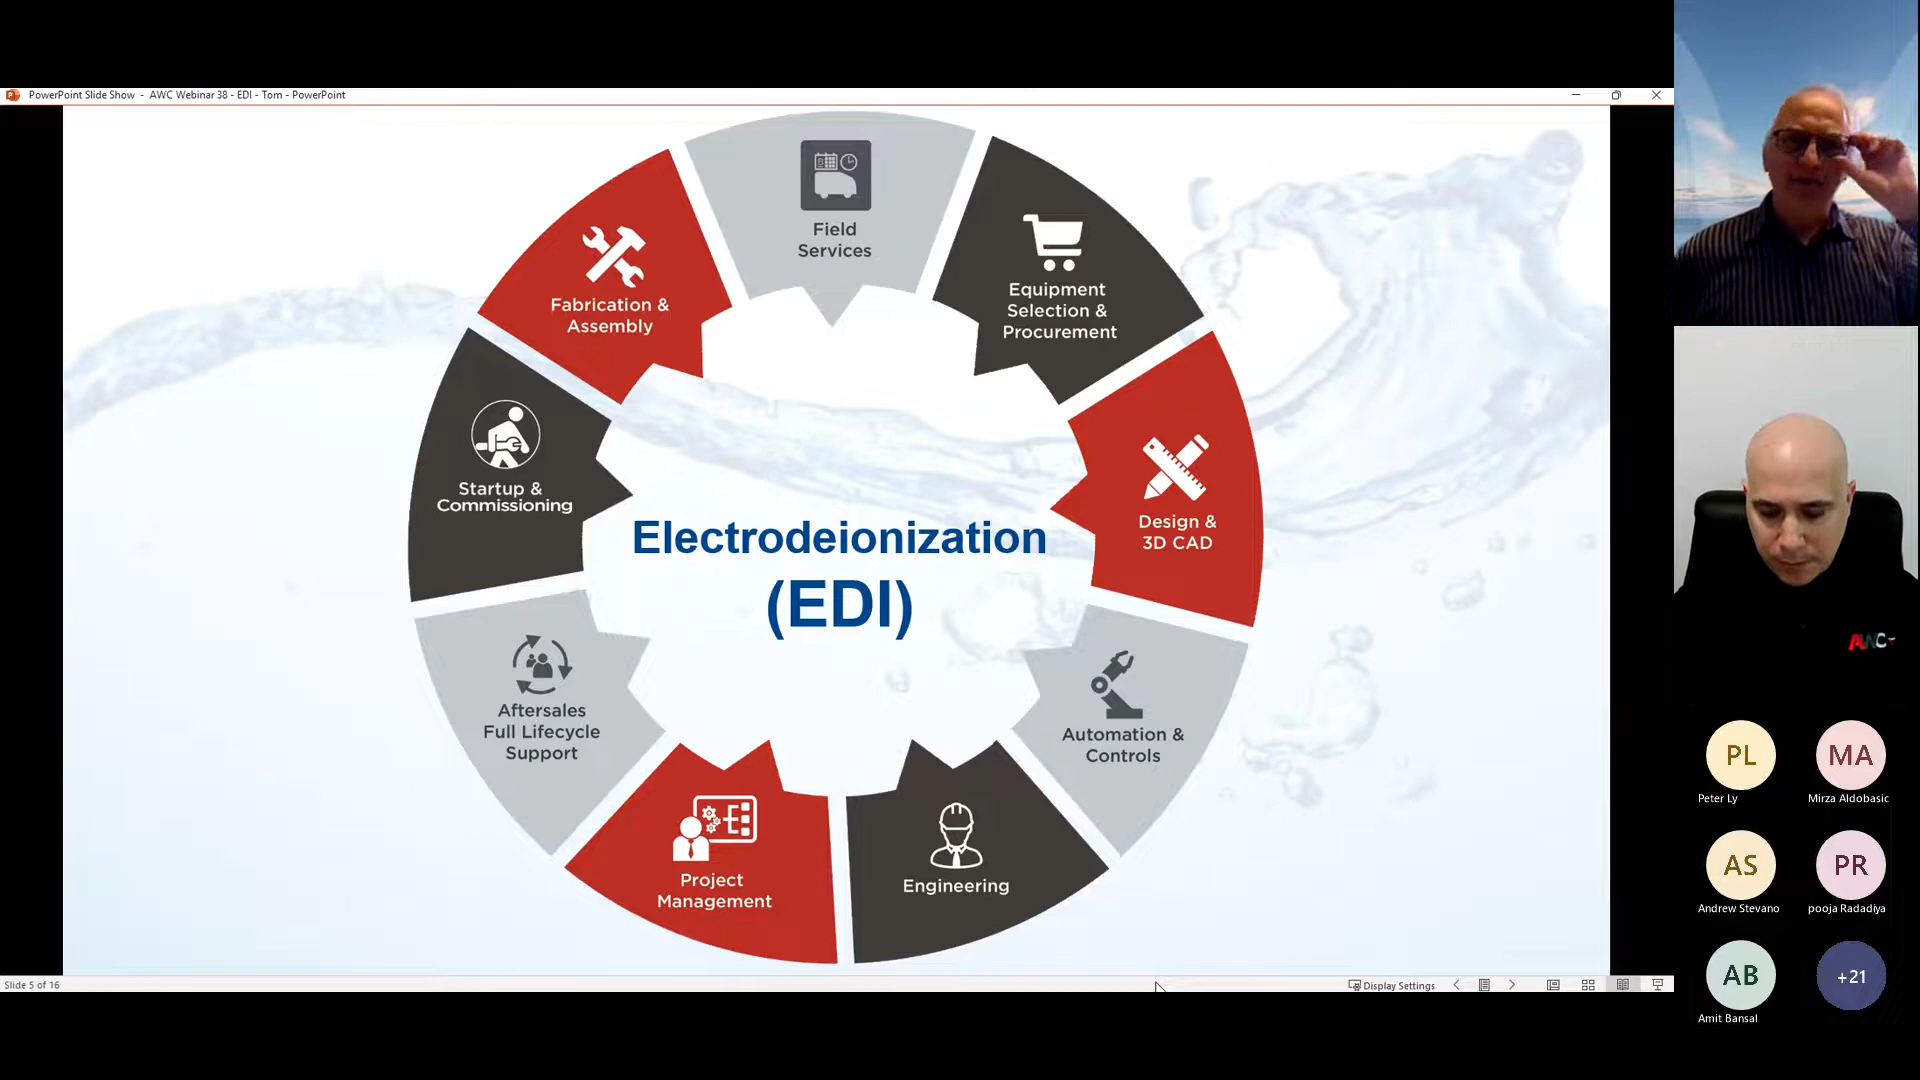 PowerPoint Slide Show - AWC Webinar 38 - EDI - Tom - PowerPoint
Field
Services
Equipment
Selection &
Procurement
Fabrication &
Assembly
Design &
3D CAD
Startup &
Commissioning
Electrodeionization
(EDI)
Automation &
Controls
Aftersales
Full Lifecycle
Support
Engineering
Project
Management
Slide 5 of 16
Display Settings
AWC
PL
Peter Ly
MA
Mirza Aldobasic
AS
Andrew Stevano
PR
pooja Radadiya
AB
Amit Bansal
+21